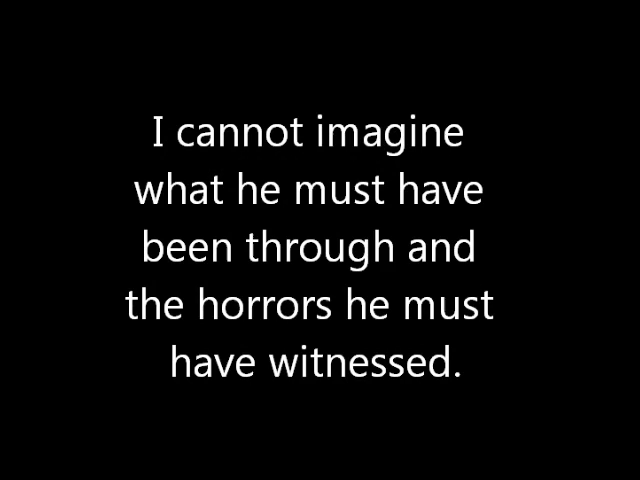 I cannot imagine
what he must have
been through and
the horrors he must
have witnessed.